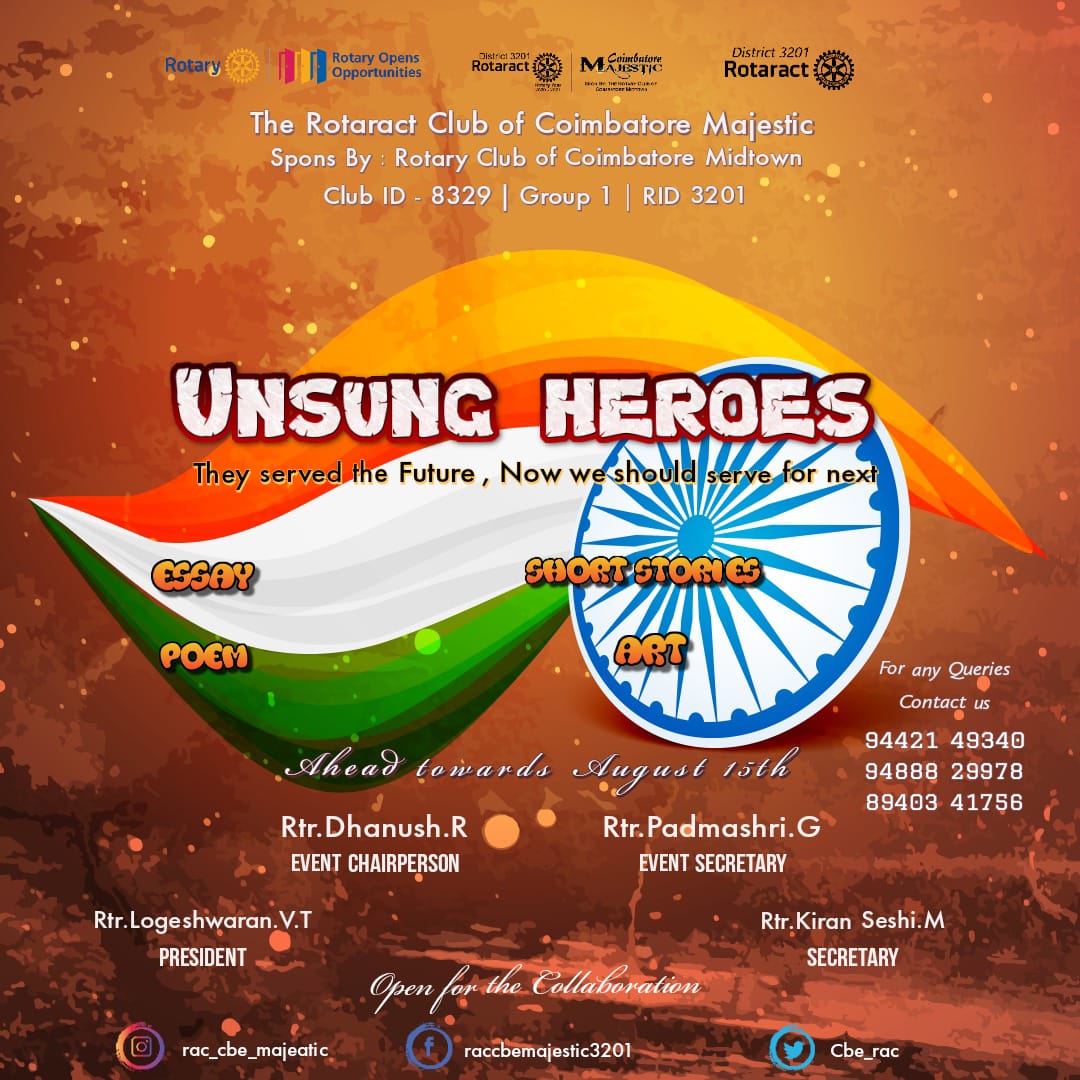 Rotary
Rotary Opens
Opportunities
District 3201
Rotaract
Coimbatore
MAJESTIC
District 3201
Rotaract
The Rotaract Club of Coimbatore Majestic
Spons By : Rotary Club of Coimbatore Midtown
Club ID - 8329 | Group 1 | RID 3201
UNSUNG HEROES
They served the Future , Now we should serve for next
ESSAY
SHORT STORIES
POEM
ART
For any Queries
Contact us
94421 49340
94888 29978
89403 41756
Ahead towards August 15th
Rtr.Dhanush.R
EVENT CHAIRPERSON
Rtr.Padmashri.G
EVENT SECRETARY
Rtr.Logeshwaran.V.T
PRESIDENT
Rtr.Kiran Seshi.M
SECRETARY
Open for the Collaboration
rac_cbe_majeatic
raccbemajestic3201
Cbe_rac